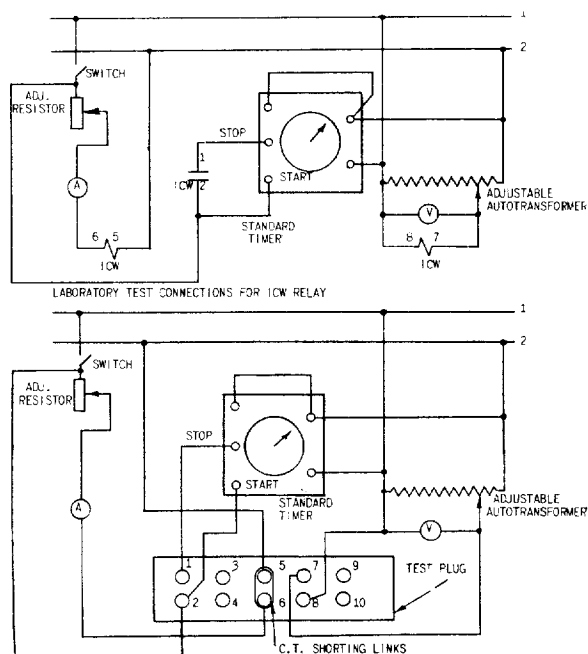 1
2
SWITCH
ADJ.
RESISTOR
STOP
1
ICW 2
START
A
6 5
ICW
STANDARD
TIMER
ADJUSTABLE
AUTOTRANSFORMER
V
8 7
ICW
LABORATORY TEST CONNECTIONS FOR ICW RELAY
1
2
SWITCH
ADJ.
RESISTOR
STOP
START
A
STANDARD
TIMER
ADJUSTABLE
AUTOTRANSFORMER
V
1 3 5 7 9
2 4 6 8 10
TEST PLUG
C.T. SHORTING LINKS